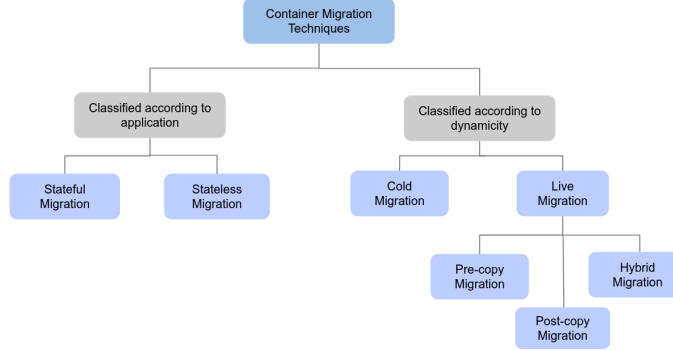 Container Migration
Techniques
Classified according to
application
Classified according to
dynamicity
Stateful
Migration
Stateless
Migration
Cold
Migration
Live
Migration
Pre-copy
Migration
Hybrid
Migration
Post-copy
Migration